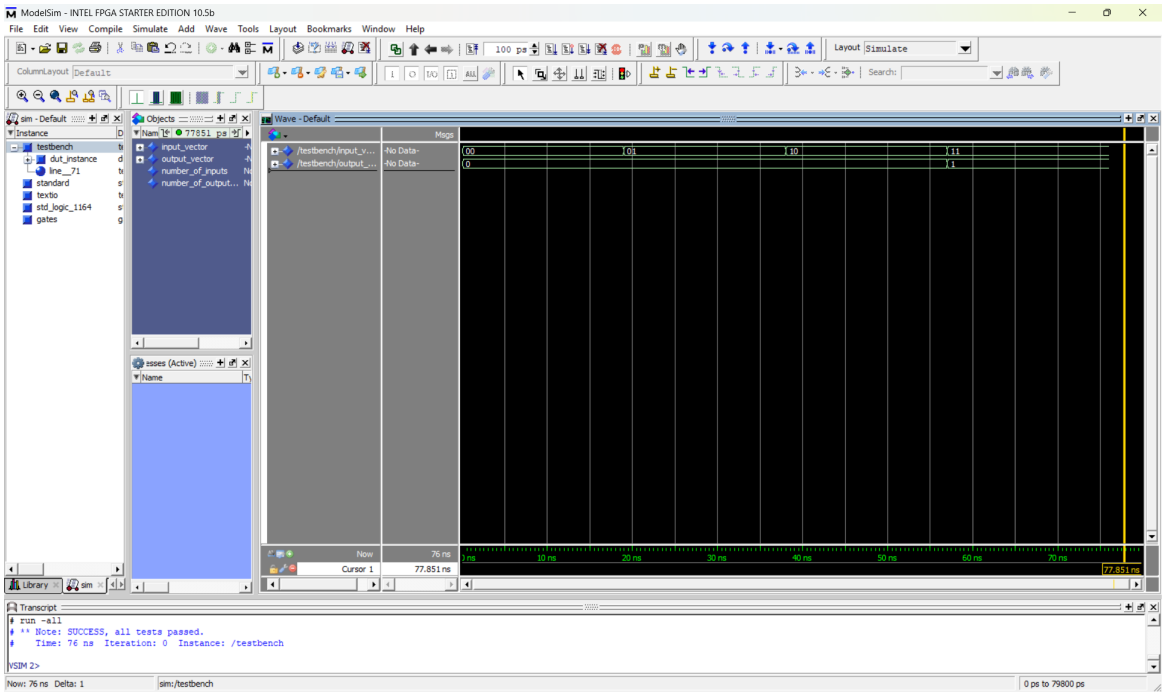 ModelSim - INTEL FPGA STARTER EDITION 10.5b
File Edit View Compile Simulate Add Wave Tools Layout Bookmarks Window Help
100 ps
Layout Simulate
ColumnLayout Default
Search:
sim - Default
Objects
Wave - Default
Instance
77851 ps
Msgs
testbench
dut_instance
line__71
standard
textio
std_logic_1164
gates
input_vector
output_vector
number_of_inputs
number_of_output...
/testbench/input_v... -No Data- 00 01 10 11
/testbench/output_... -No Data- 0 1
esses (Active)
Name
Now 76 ns
Cursor 1 77.851 ns
10 ns 20 ns 30 ns 40 ns 50 ns 60 ns 70 ns
77.851 ns
Library sim
Transcript
# run -all
# ** Note: SUCCESS, all tests passed.
#    Time: 76 ns  Iteration: 0  Instance: /testbench
VSIM 2>
Now: 76 ns Delta: 1
sim:/testbench
0 ps to 79800 ps